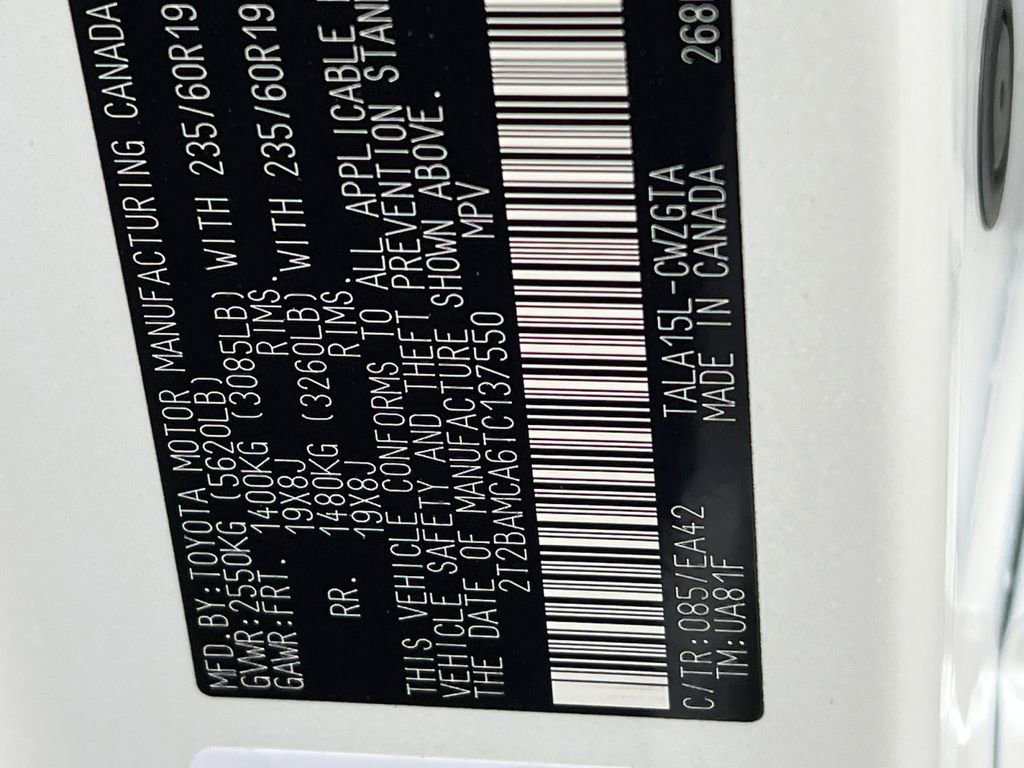 MFD.BY:TOYOTA MOTOR MANUFACTURING CANADA
GVWR:2550KG (5620LB)
GAWR:FRT. 1400KG (3085LB) WITH 235/60R19
19X8J RIMS.
RR. 1480KG (3260LB) WITH 235/60R19
19X8J RIMS.
THIS VEHICLE CONFORMS TO ALL APPLICABLE
VEHICLE SAFETY AND THEFT PREVENTION STAN
THE DATE OF MANUFACTURE SHOWN ABOVE.
2T2BAMCA6TC137550 MPV
C/TR:085/EA42 TALA15L-CWZGTA 268
TM:UA81F MADE IN CANADA